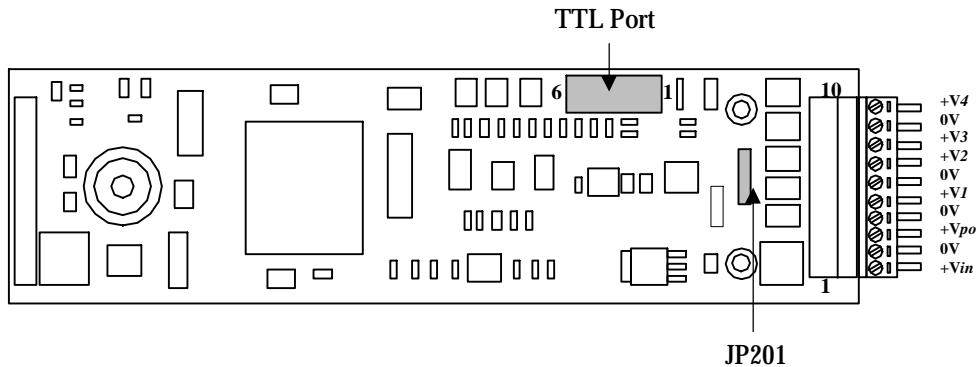 TTL Port
6 1
10
+V4
0V
+V3
+V2
0V
+V1
0V
+Vpo
0V
+Vin
1
JP201